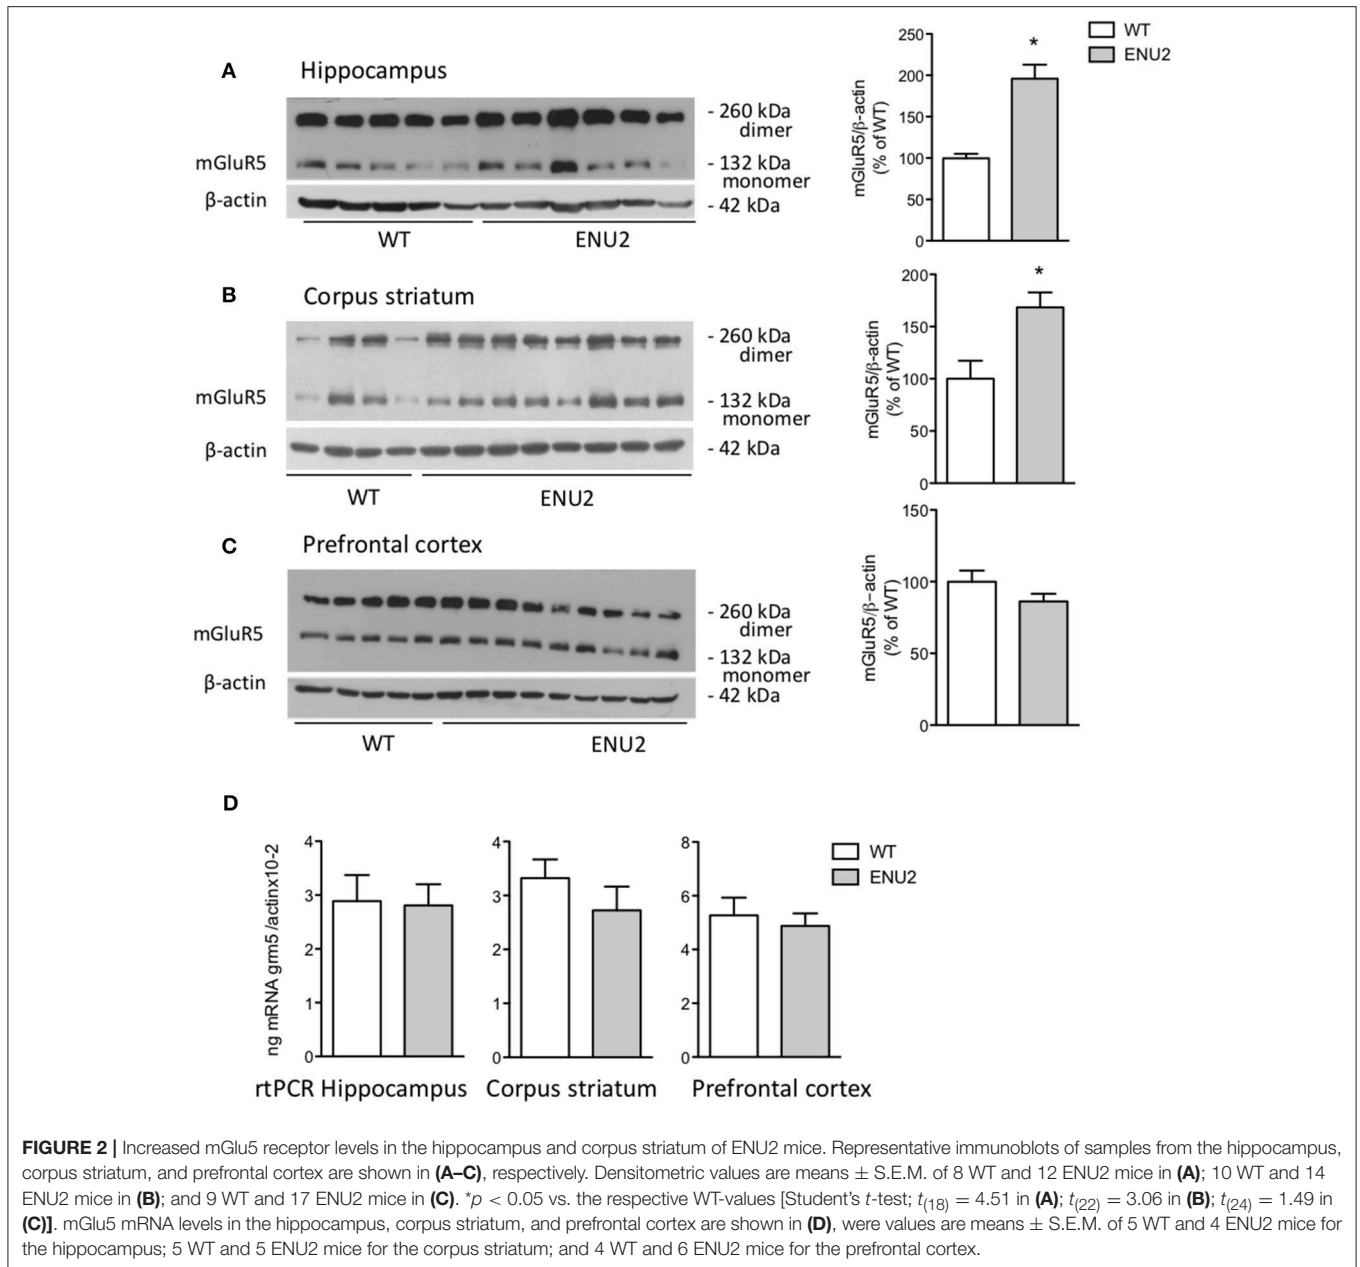 A
Hippocampus
mGluR5
β-actin
- 260 kDa
dimer
- 132 kDa
monomer
- 42 kDa
WT
ENU2
mGluR5/β-actin
(% of WT)
250
200
150
100
50
0
*
WT
ENU2
B
Corpus striatum
mGluR5
β-actin
- 260 kDa
dimer
- 132 kDa
monomer
- 42 kDa
WT
ENU2
mGluR5/β-actin
(% of WT)
200
150
100
50
0
*
C
Prefrontal cortex
mGluR5
β-actin
- 260 kDa
dimer
- 132 kDa
monomer
- 42 kDa
WT
ENU2
mGluR5/β-actin
(% of WT)
150
100
50
0
D
ng mRNA grm5 /actinx10-2
4
3
2
1
0
rtPCR Hippocampus
4
3
2
1
0
Corpus striatum
8
6
4
2
0
Prefrontal cortex
WT
ENU2
FIGURE 2 | Increased mGlu5 receptor levels in the hippocampus and corpus striatum of ENU2 mice. Representative immunoblots of samples from the hippocampus,
corpus striatum, and prefrontal cortex are shown in (A–C), respectively. Densitometric values are means ± S.E.M. of 8 WT and 12 ENU2 mice in (A); 10 WT and 14
ENU2 mice in (B); and 9 WT and 17 ENU2 mice in (C). *p < 0.05 vs. the respective WT-values [Student's t-test; t(18) = 4.51 in (A); t(22) = 3.06 in (B); t(24) = 1.49 in
(C)]. mGlu5 mRNA levels in the hippocampus, corpus striatum, and prefrontal cortex are shown in (D), were values are means ± S.E.M. of 5 WT and 4 ENU2 mice for
the hippocampus; 5 WT and 5 ENU2 mice for the corpus striatum; and 4 WT and 6 ENU2 mice for the prefrontal cortex.